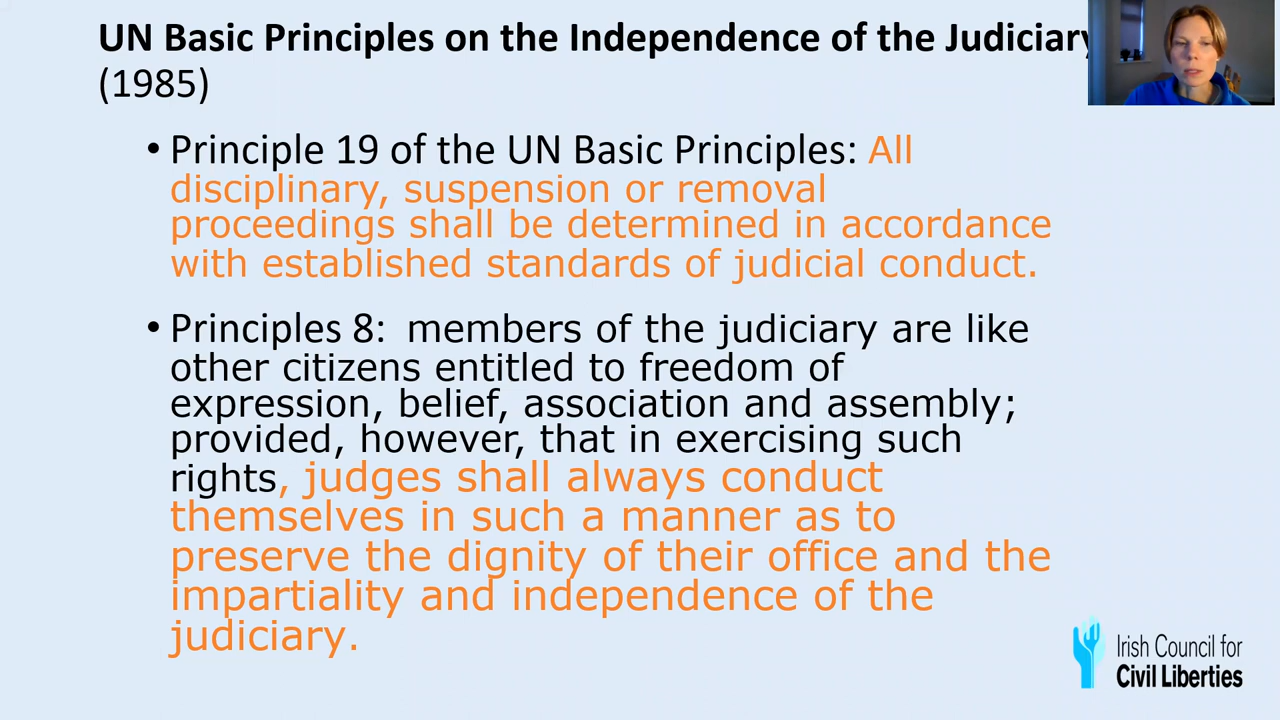 UN Basic Principles on the Independence of the Judiciary
(1985)
• Principle 19 of the UN Basic Principles: All
disciplinary, suspension or removal
proceedings shall be determined in accordance
with established standards of judicial conduct.
• Principles 8:  members of the judiciary are like
other citizens entitled to freedom of
expression, belief, association and assembly;
provided, however, that in exercising such
rights, judges shall always conduct
themselves in such a manner as to
preserve the dignity of their office and the
impartiality and independence of the
judiciary.
Irish Council for
Civil Liberties